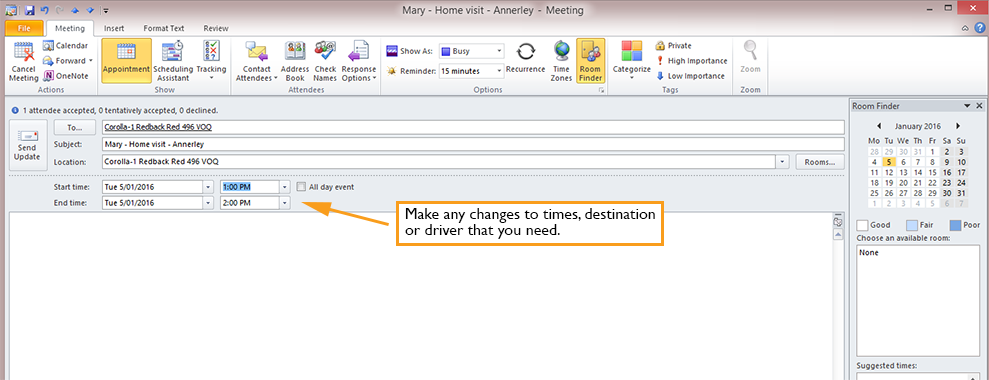 Mary - Home visit - Annerley - Meeting
File Meeting Insert Format Text Review
Cancel Meeting
Calendar
Forward
OneNote
Actions
Appointment
Scheduling Assistant
Tracking
Show
Contact Attendees
Address Book
Check Names
Response Options
Attendees
Show As: Busy
Reminder: 15 minutes
Recurrence
Time Zones
Room Finder
Options
Categorize
Private
High Importance
Low Importance
Tags
Zoom
Zoom
1 attendee accepted, 0 tentatively accepted, 0 declined.
Send Update
To... Corolla-1 Redback Red 496 VOQ
Subject: Mary - Home visit - Annerley
Location: Corolla-1 Redback Red 496 VOQ Rooms...
Start time: Tue 5/01/2016 1:00 PM All day event
End time: Tue 5/01/2016 2:00 PM
Make any changes to times, destination
or driver that you need.
Room Finder
January 2016
Mo Tu We Th Fr Sa Su
28 29 30 31 1 2 3
4 5 6 7 8 9 10
11 12 13 14 15 16 17
18 19 20 21 22 23 24
25 26 27 28 29 30 31
1 2 3 4 5 6 7
Good Fair Poor
Choose an available room:
None
Suggested times: